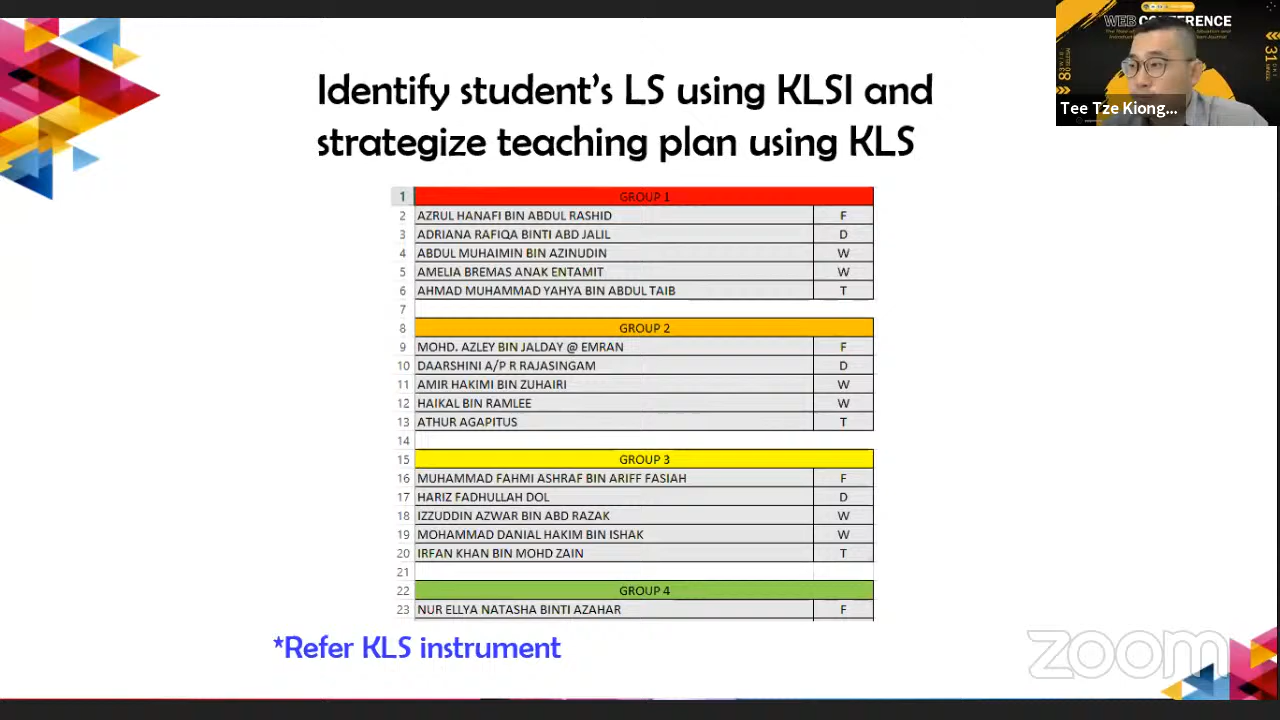 WEB CONFERENCE
Tee Tze Kiong...
Identify student's LS using KLSI and
strategize teaching plan using KLS
1 GROUP 1
2 AZRUL HANAFI BIN ABDUL RASHID F
3 ADRIANA RAFIQA BINTI ABD JALIL D
4 ABDUL MUHAIMIN BIN AZINUDIN W
5 AMELIA BREMAS ANAK ENTAMIT W
6 AHMAD MUHAMMAD YAHYA BIN ABDUL TAIB T
7
8 GROUP 2
9 MOHD. AZLEY BIN JALDAY @ EMRAN F
10 DAARSHINI A/P R RAJASINGAM D
11 AMIR HAKIMI BIN ZUHAIRI W
12 HAIKAL BIN RAMLEE W
13 ATHUR AGAPITUS T
14
15 GROUP 3
16 MUHAMMAD FAHMI ASHRAF BIN ARIFF FASIAH F
17 HARIZ FADHULLAH DOL D
18 IZZUDDIN AZWAR BIN ABD RAZAK W
19 MOHAMMAD DANIAL HAKIM BIN ISHAK W
20 IRFAN KHAN BIN MOHD ZAIN T
21
22 GROUP 4
23 NUR ELLYA NATASHA BINTI AZAHAR F
*Refer KLS instrument
zoom